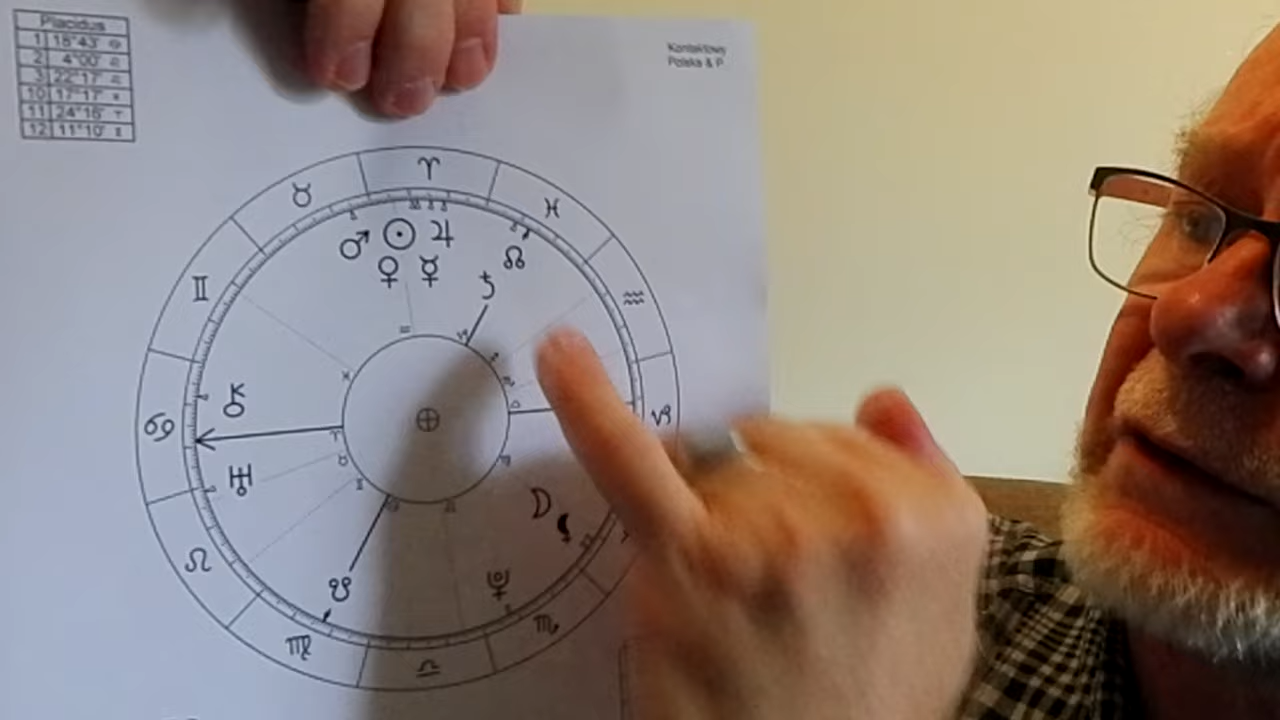 Placidus
1 18°43' ♋
2 4°00' ♌
3 22°17' ♌
10 17°17' ♓
11 24°16' ♈
12 11°10' ♊
Kontaktowy
Polska & P
♈
♉
♓
♂ ☉ ♃
♀ ☿
☊
♄
♊
♒
⚷
♋
♑
♅
☽ ⚸
♌
☋
♇
♍
♏
♎